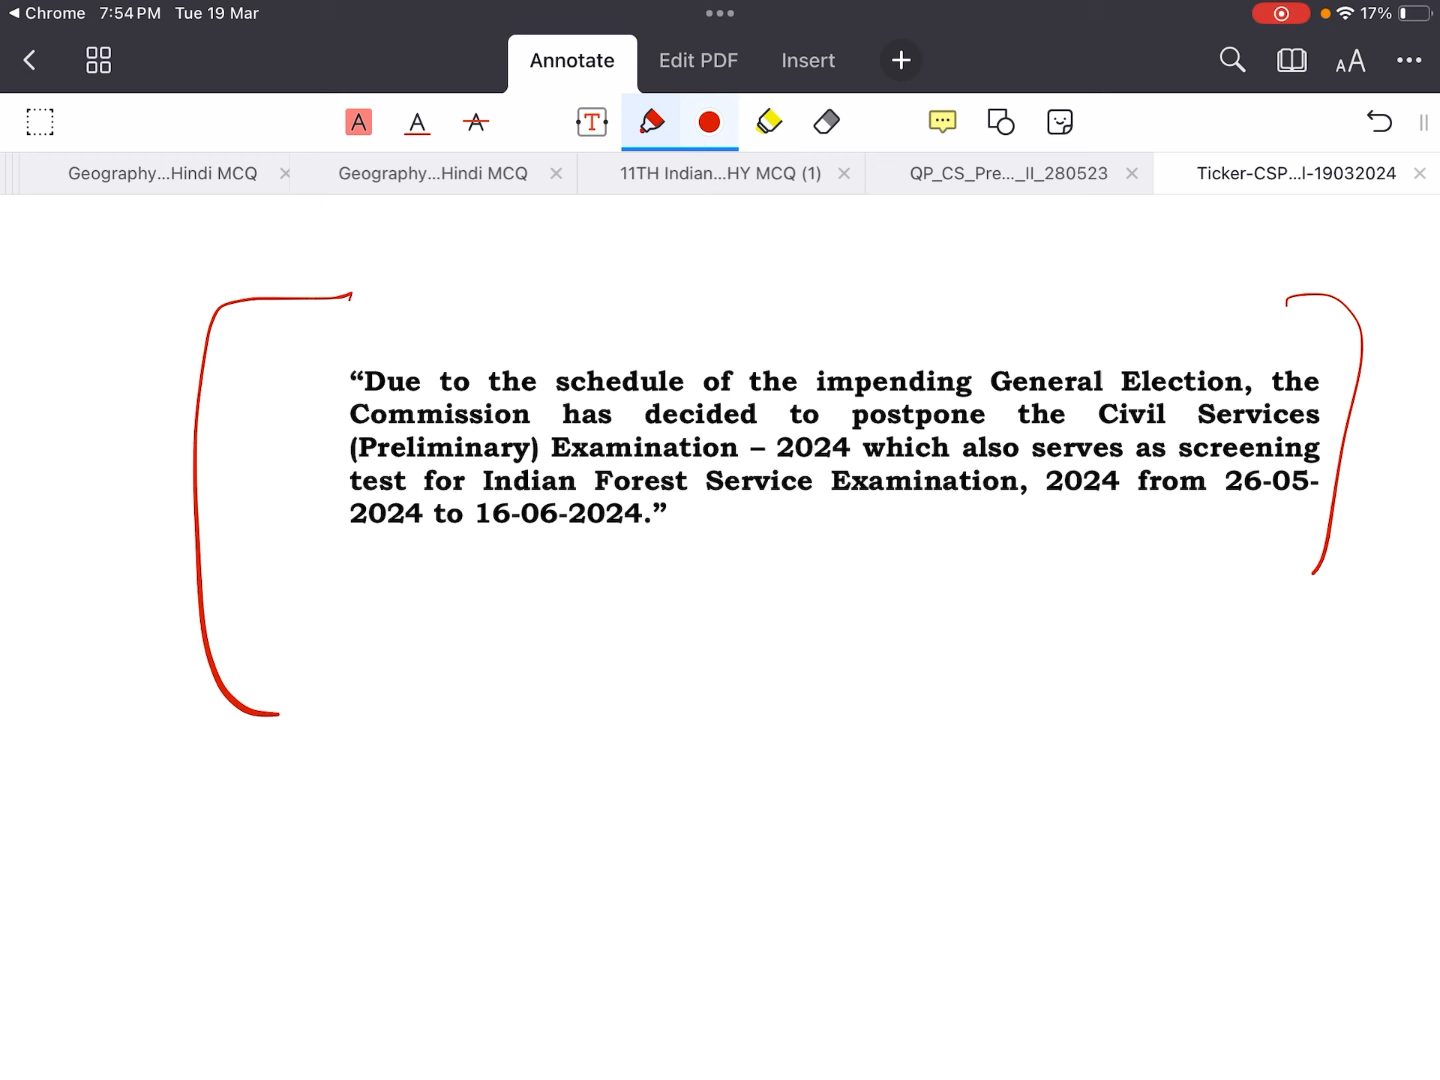 Chrome 7:54 PM Tue 19 Mar 17%
Annotate Edit PDF Insert
AA
A A A T
Geography...Hindi MCQ Geography...Hindi MCQ 11TH Indian...HY MCQ (1) QP_CS_Pre..._II_280523 Ticker-CSP...l-19032024
“Due to the schedule of the impending General Election, the
Commission has decided to postpone the Civil Services
(Preliminary) Examination – 2024 which also serves as screening
test for Indian Forest Service Examination, 2024 from 26-05-
2024 to 16-06-2024.”